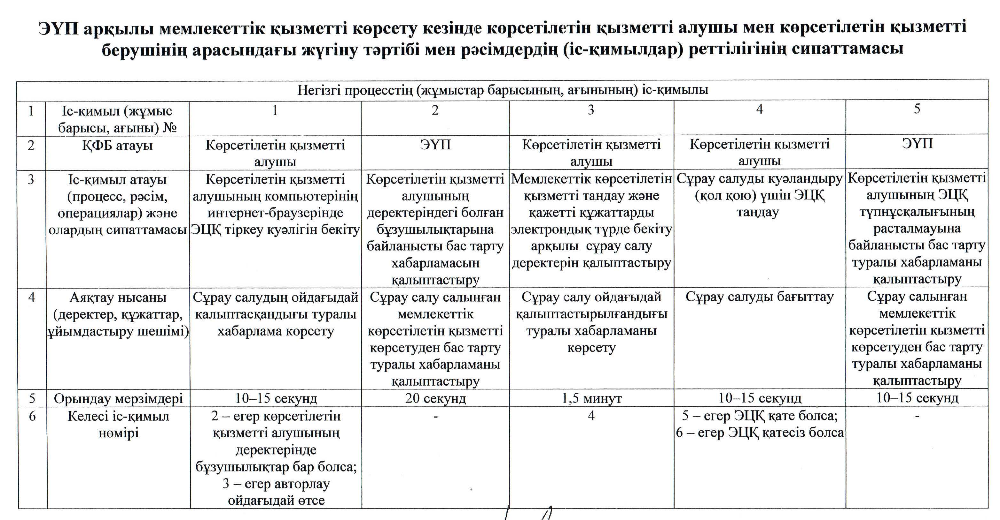 ЭҮП арқылы мемлекеттік қызметті көрсету кезінде көрсетілетін қызметті алушы мен көрсетілетін қызметті
берушінің арасындағы жүгіну тәртібі мен рәсімдердің (іс-қимылдар) реттілігінің сипаттамасы
Негізгі процесстің (жұмыстар барысының, ағынының) іс-қимылы
1
Іс-қимыл (жұмыс
барысы, ағыны) №
1
2
3
4
5
2
ҚФБ атауы
Көрсетілетін қызметті
алушы
ЭҮП
Көрсетілетін қызметті
алушы
Көрсетілетін қызметті
алушы
ЭҮП
3
Іс-қимыл атауы
(процесс, рәсім,
операциялар) және
олардың сипаттамасы
Көрсетілетін қызметті
алушының компьютерінің
интернет-браузерінде
ЭЦҚ тіркеу куәлігін бекіту
Көрсетілетін қызметті
алушының
деректеріндегі болған
бұзушылықтарына
байланысты бас тарту
хабарламасын
қалыптастыру
Мемлекеттік көрсетілетін
қызметті таңдау және
қажетті құжаттарды
электрондық түрде бекіту
арқылы сұрау салу
деректерін қалыптастыру
Сұрау салуды куәландыру
(қол қою) үшін ЭЦҚ
таңдау
Көрсетілетін қызметті
алушының ЭЦҚ
түпнұсқалығының
расталмауына
байланысты бас тарту
туралы хабарламаны
қалыптастыру
4
Аяқтау нысаны
(деректер, құжаттар,
ұйымдастыру шешімі)
Сұрау салудың ойдағыдай
қалыптасқандығы туралы
хабарлама көрсету
Сұрау салу салынған
мемлекеттік
көрсетілетін қызметті
көрсетуден бас тарту
туралы хабарламаны
қалыптастыру
Сұрау салу ойдағыдай
қалыптастырылғандығы
туралы хабарламаны
көрсету
Сұрау салуды бағыттау
Сұрау салынған
мемлекеттік
көрсетілетін қызметті
көрсетуден бас тарту
туралы хабарламаны
қалыптастыру
5
Орындау мерзімдері
10–15 секунд
20 секунд
1,5 минут
10–15 секунд
10–15 секунд
6
Келесі іс-қимыл
нөмірі
2 – егер көрсетілетін
қызметті алушының
деректерінде
бұзушылықтар бар болса;
3 – егер авторлау
ойдағыдай өтсе
-
4
5 – егер ЭЦҚ қате болса;
6 – егер ЭЦҚ қатесіз болса
-